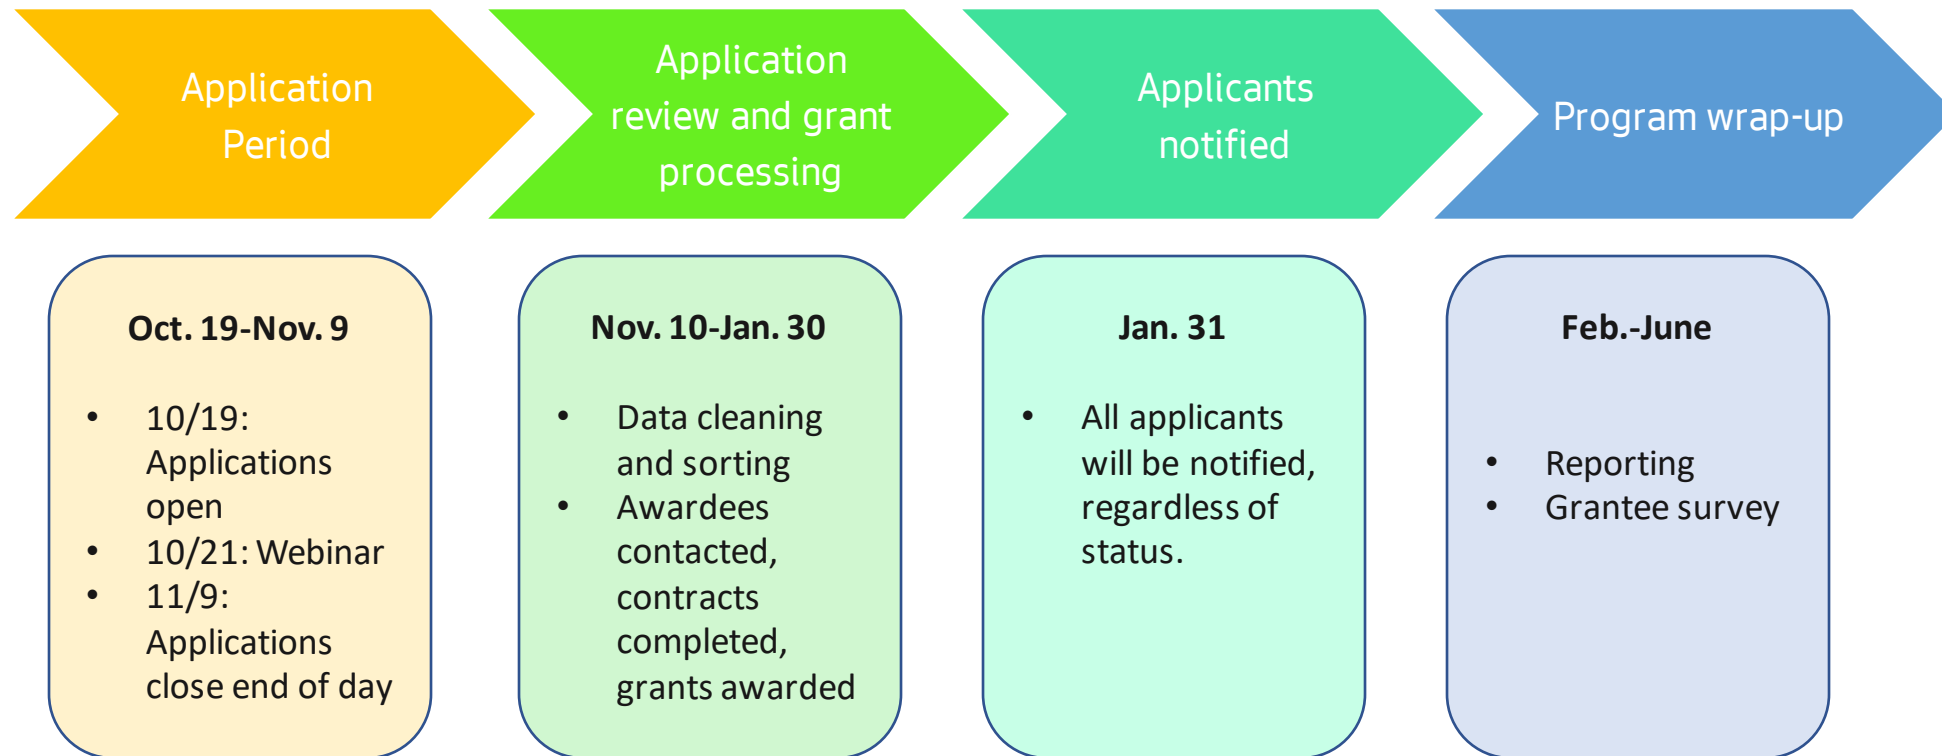 Application
Period
Application
review and grant
processing
Applicants
notified
Program wrap-up
Oct. 19-Nov. 9
• 10/19:
Applications
open
• 10/21: Webinar
• 11/9:
Applications
close end of day
Nov. 10-Jan. 30
• Data cleaning
and sorting
• Awardees
contacted,
contracts
completed,
grants awarded
Jan. 31
• All applicants
will be notified,
regardless of
status.
Feb.-June
• Reporting
• Grantee survey